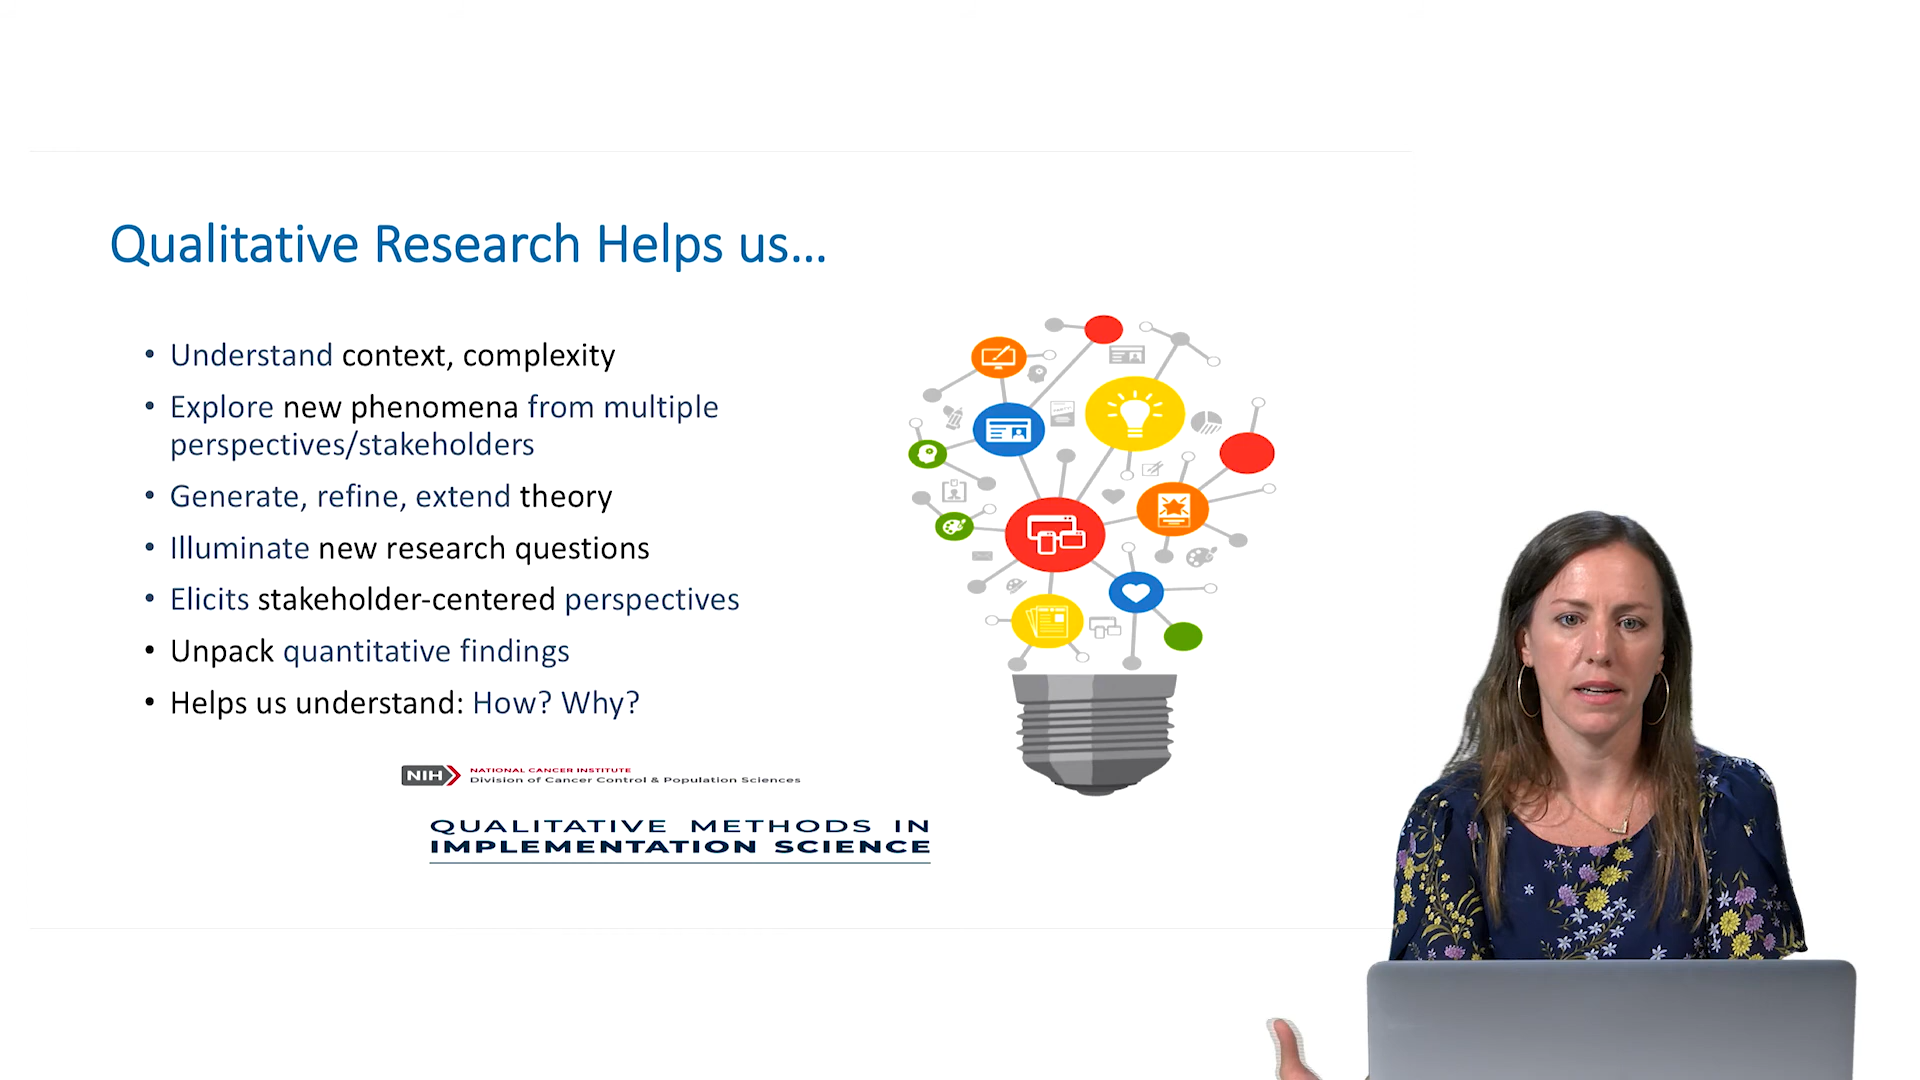 Qualitative Research Helps us...
• Understand context, complexity
• Explore new phenomena from multiple
perspectives/stakeholders
• Generate, refine, extend theory
• Illuminate new research questions
• Elicits stakeholder-centered perspectives
• Unpack quantitative findings
• Helps us understand: How? Why?
NIH NATIONAL CANCER INSTITUTE
Division of Cancer Control & Population Sciences
QUALITATIVE METHODS IN
IMPLEMENTATION SCIENCE